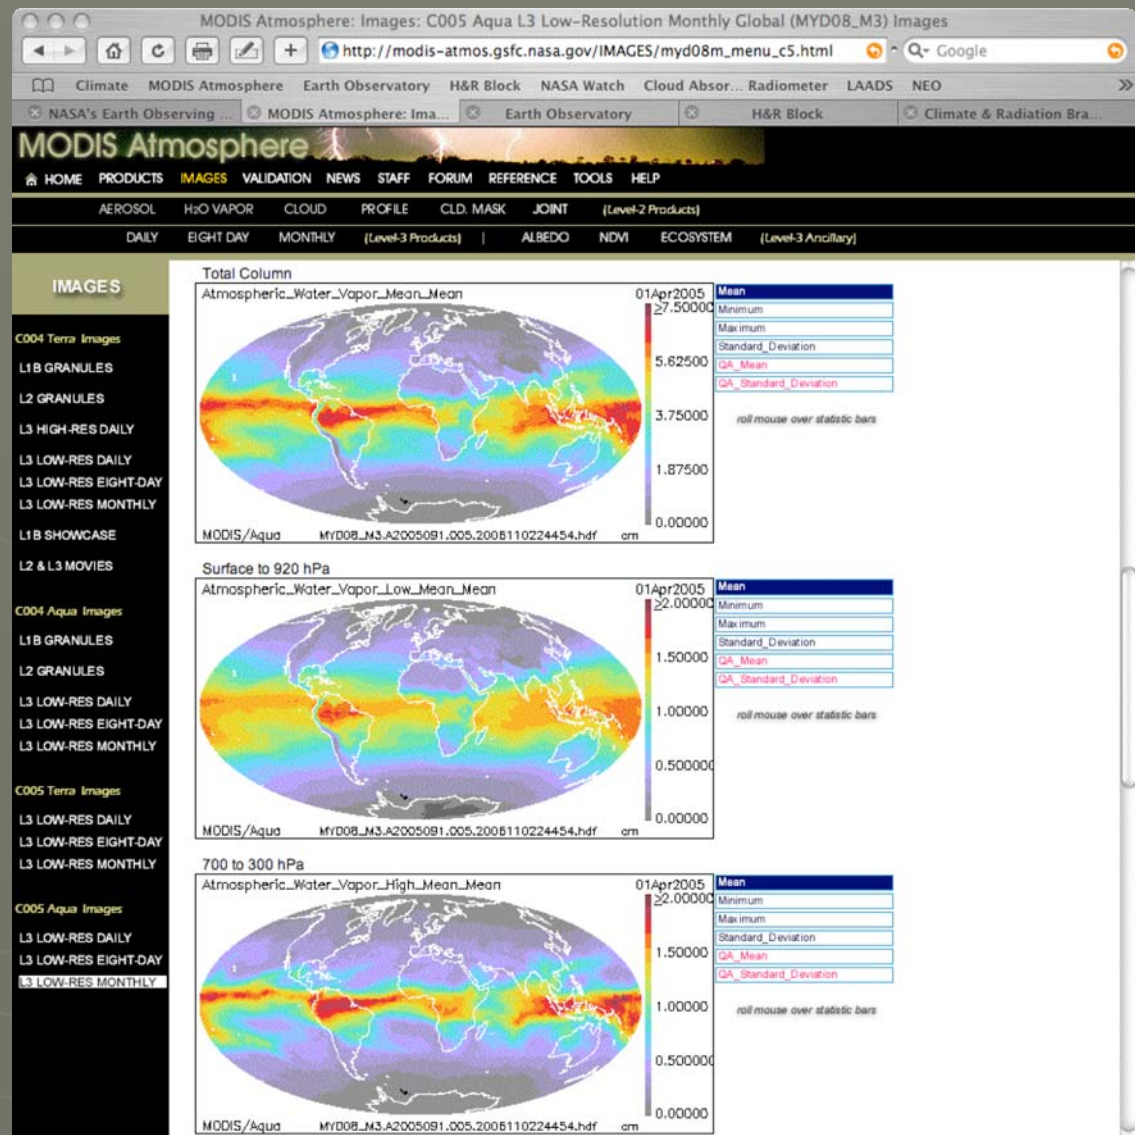 MODIS Atmosphere: Images: C005 Aqua L3 Low-Resolution Monthly Global (MYD08_M3) Images
http://modis-atmos.gsfc.nasa.gov/IMAGES/myd08m_menu_c5.html
Google
Climate MODIS Atmosphere Earth Observatory H&R Block NASA Watch Cloud Absor... Radiometer LAADS NEO
NASA's Earth Observing ... MODIS Atmosphere: Ima... Earth Observatory H&R Block Climate & Radiation Bra...
MODIS Atmosphere
HOME PRODUCTS IMAGES VALIDATION NEWS STAFF FORUM REFERENCE TOOLS HELP
AEROSOL H2O VAPOR CLOUD PROFILE CLD. MASK JOINT (Level-2 Products)
DAILY EIGHT DAY MONTHLY (Level-3 Products) | ALBEDO NDVI ECOSYSTEM (Level-3 Ancillary)
IMAGES
C004 Terra Images
L1B GRANULES
L2 GRANULES
L3 HIGH-RES DAILY
L3 LOW-RES DAILY
L3 LOW-RES EIGHT-DAY
L3 LOW-RES MONTHLY
L1B SHOWCASE
L2 & L3 MOVIES
C004 Aqua Images
L1B GRANULES
L2 GRANULES
L3 LOW-RES DAILY
L3 LOW-RES EIGHT-DAY
L3 LOW-RES MONTHLY
C005 Terra Images
L3 LOW-RES DAILY
L3 LOW-RES EIGHT-DAY
L3 LOW-RES MONTHLY
C005 Aqua Images
L3 LOW-RES DAILY
L3 LOW-RES EIGHT-DAY
L3 LOW-RES MONTHLY
Total Column
Atmospheric_Water_Vapor_Mean_Mean 01Apr2005
≥7.50000
5.62500
3.75000
1.87500
0.00000
MODIS/Aqua MYD08_M3.A2005091.005.2006110224454.hdf cm
Mean
Minimum
Maximum
Standard_Deviation
QA_Mean
QA_Standard_Deviation
roll mouse over statistic bars
Surface to 920 hPa
Atmospheric_Water_Vapor_Low_Mean_Mean 01Apr2005
≥2.00000
1.50000
1.00000
0.500000
0.00000
MODIS/Aqua MYD08_M3.A2005091.005.2006110224454.hdf cm
Mean
Minimum
Maximum
Standard_Deviation
QA_Mean
QA_Standard_Deviation
roll mouse over statistic bars
700 to 300 hPa
Atmospheric_Water_Vapor_High_Mean_Mean 01Apr2005
≥2.00000
1.50000
1.00000
0.500000
0.00000
MODIS/Aqua MYD08_M3.A2005091.005.2006110224454.hdf cm
Mean
Minimum
Maximum
Standard_Deviation
QA_Mean
QA_Standard_Deviation
roll mouse over statistic bars